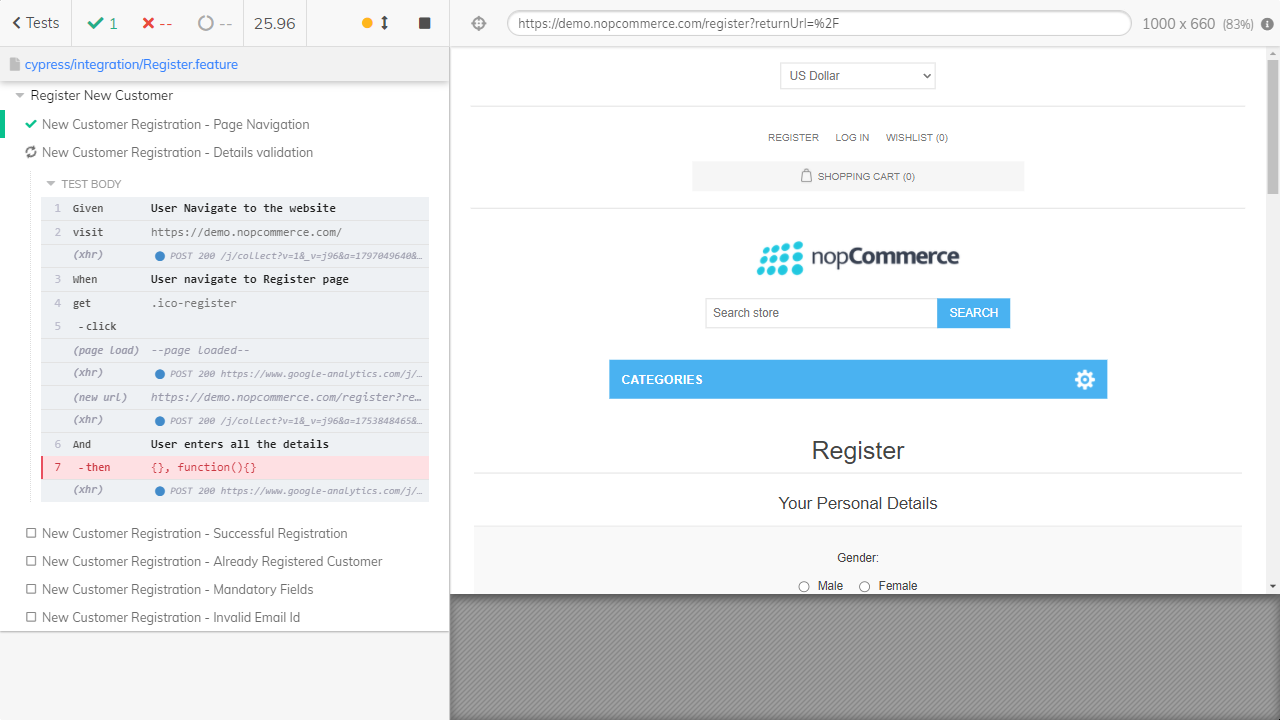 Tests
1
--
--
25.96
https://demo.nopcommerce.com/register?returnUrl=%2F
1000 x 660 (83%)
cypress/integration/Register.feature
Register New Customer
New Customer Registration - Page Navigation
New Customer Registration - Details validation
TEST BODY
1 Given User Navigate to the website
2 visit https://demo.nopcommerce.com/
(xhr) POST 200 /j/collect?v=1&_v=j96&a=1797049640&…
3 When User navigate to Register page
4 get .ico-register
5 -click
(page load) --page loaded--
(xhr) POST 200 https://www.google-analytics.com/j/…
(new url) https://demo.nopcommerce.com/register?re…
(xhr) POST 200 /j/collect?v=1&_v=j96&a=1753848465&…
6 And User enters all the details
7 -then {}, function(){}
(xhr) POST 200 https://www.google-analytics.com/j/…
New Customer Registration - Successful Registration
New Customer Registration - Already Registered Customer
New Customer Registration - Mandatory Fields
New Customer Registration - Invalid Email Id
US Dollar
REGISTER LOG IN WISHLIST (0)
SHOPPING CART (0)
nopCommerce
Search store SEARCH
CATEGORIES
Register
Your Personal Details
Gender:
Male Female